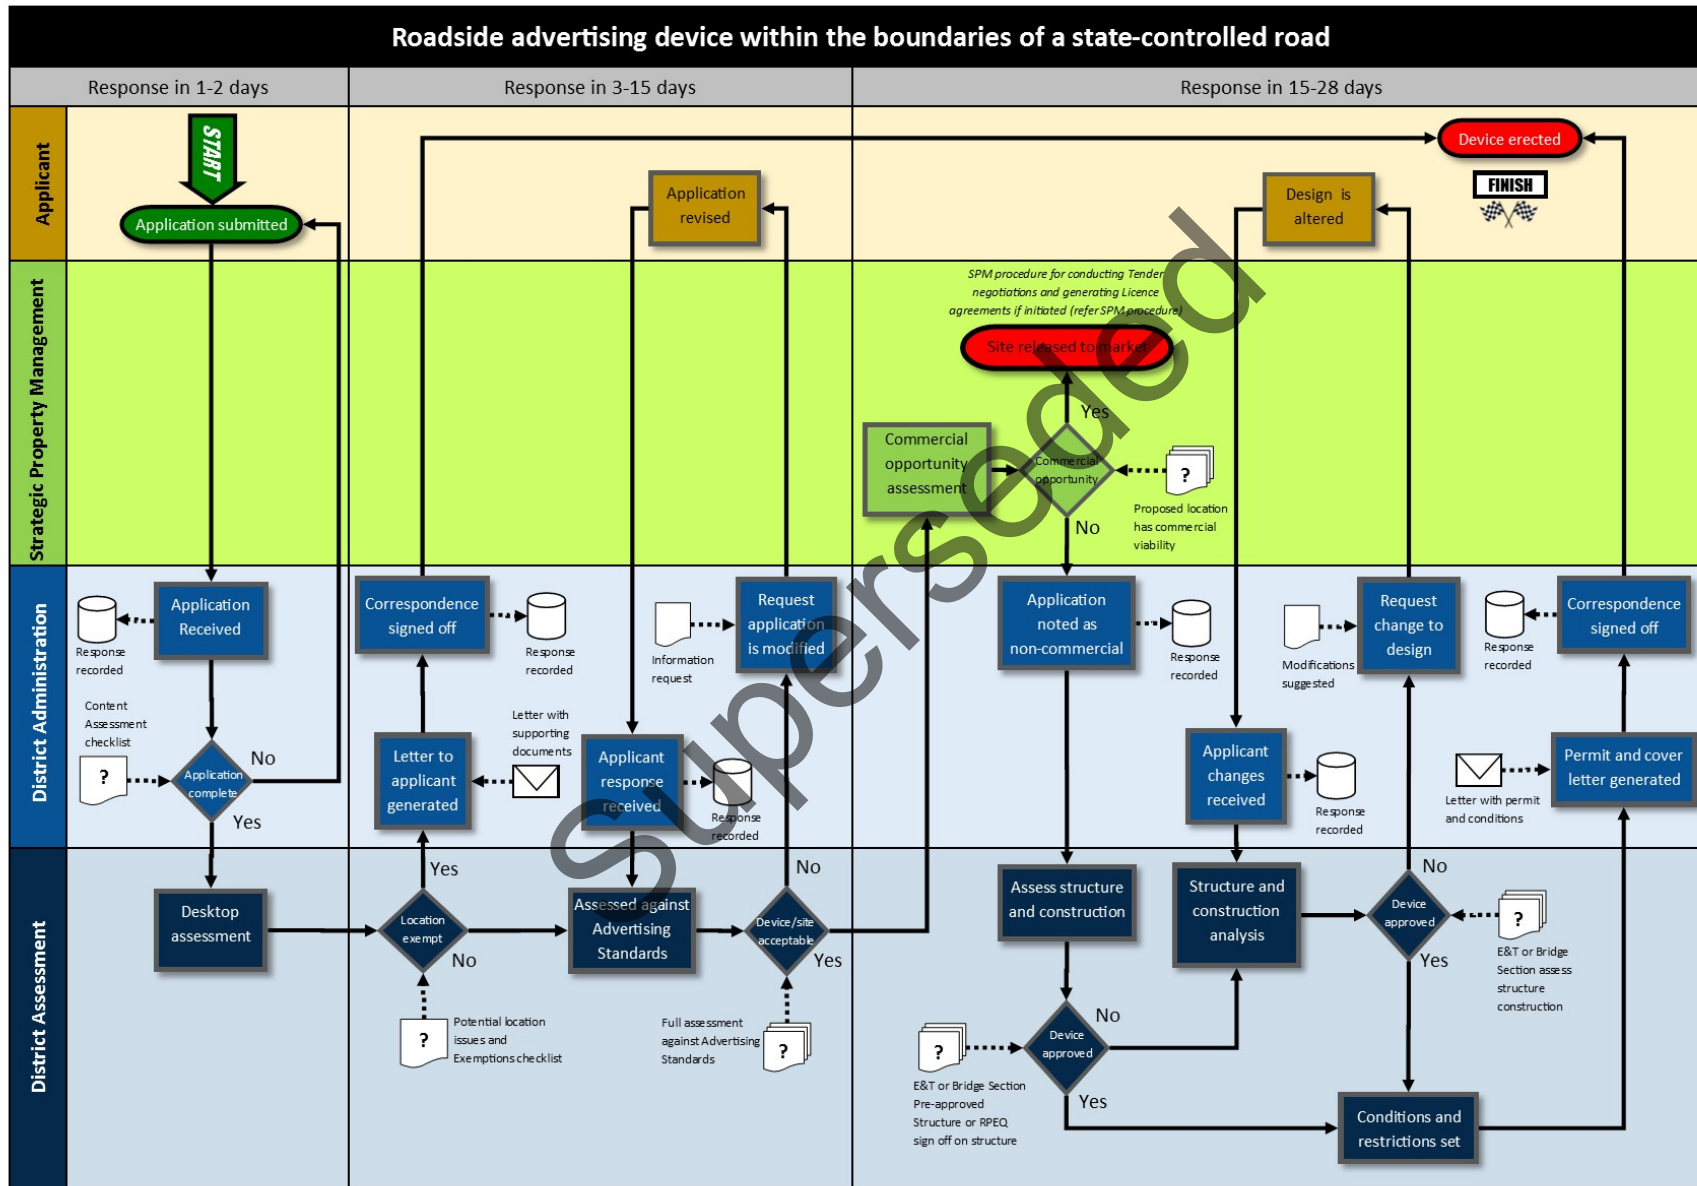 Roadside advertising device within the boundaries of a state-controlled road
Response in 1-2 days
Response in 3-15 days
Response in 15-28 days
Applicant
START
Application submitted
Application
revised
Design is
altered
Device erected
FINISH
Strategic Property Management
SPM procedure for conducting Tender
negotiations and generating Licence
agreements if initiated (refer SPM procedure)
Site released to market
Yes
Commercial
opportunity
assessment
Commercial
opportunity
?
Proposed location
has commercial
viability
No
District Administration
Application
Received
Response
recorded
Content
Assessment
checklist
?
Application
complete
No
Yes
Correspondence
signed off
Response
recorded
Letter to
applicant
generated
Letter with
supporting
documents
Information
request
Request
application
is modified
Applicant
response
received
Response
recorded
Application
noted as
non-commercial
Response
recorded
Modifications
suggested
Request
change to
design
Response
recorded
Correspondence
signed off
Applicant
changes
received
Response
recorded
Letter with permit
and conditions
Permit and cover
letter generated
District Assessment
Desktop
assessment
Yes
Location
exempt
No
?
Potential location
issues and
Exemptions checklist
Assessed against
Advertising
Standards
No
Device/site
acceptable
Yes
Full assessment
against Advertising
Standards
?
Assess structure
and construction
Structure and
construction
analysis
No
Device
approved
Yes
?
E&T or Bridge
Section assess
structure
construction
No
Device
approved
Yes
?
E&T or Bridge Section
Pre-approved
Structure or RPEQ
sign off on structure
Conditions and
restrictions set
Superseded